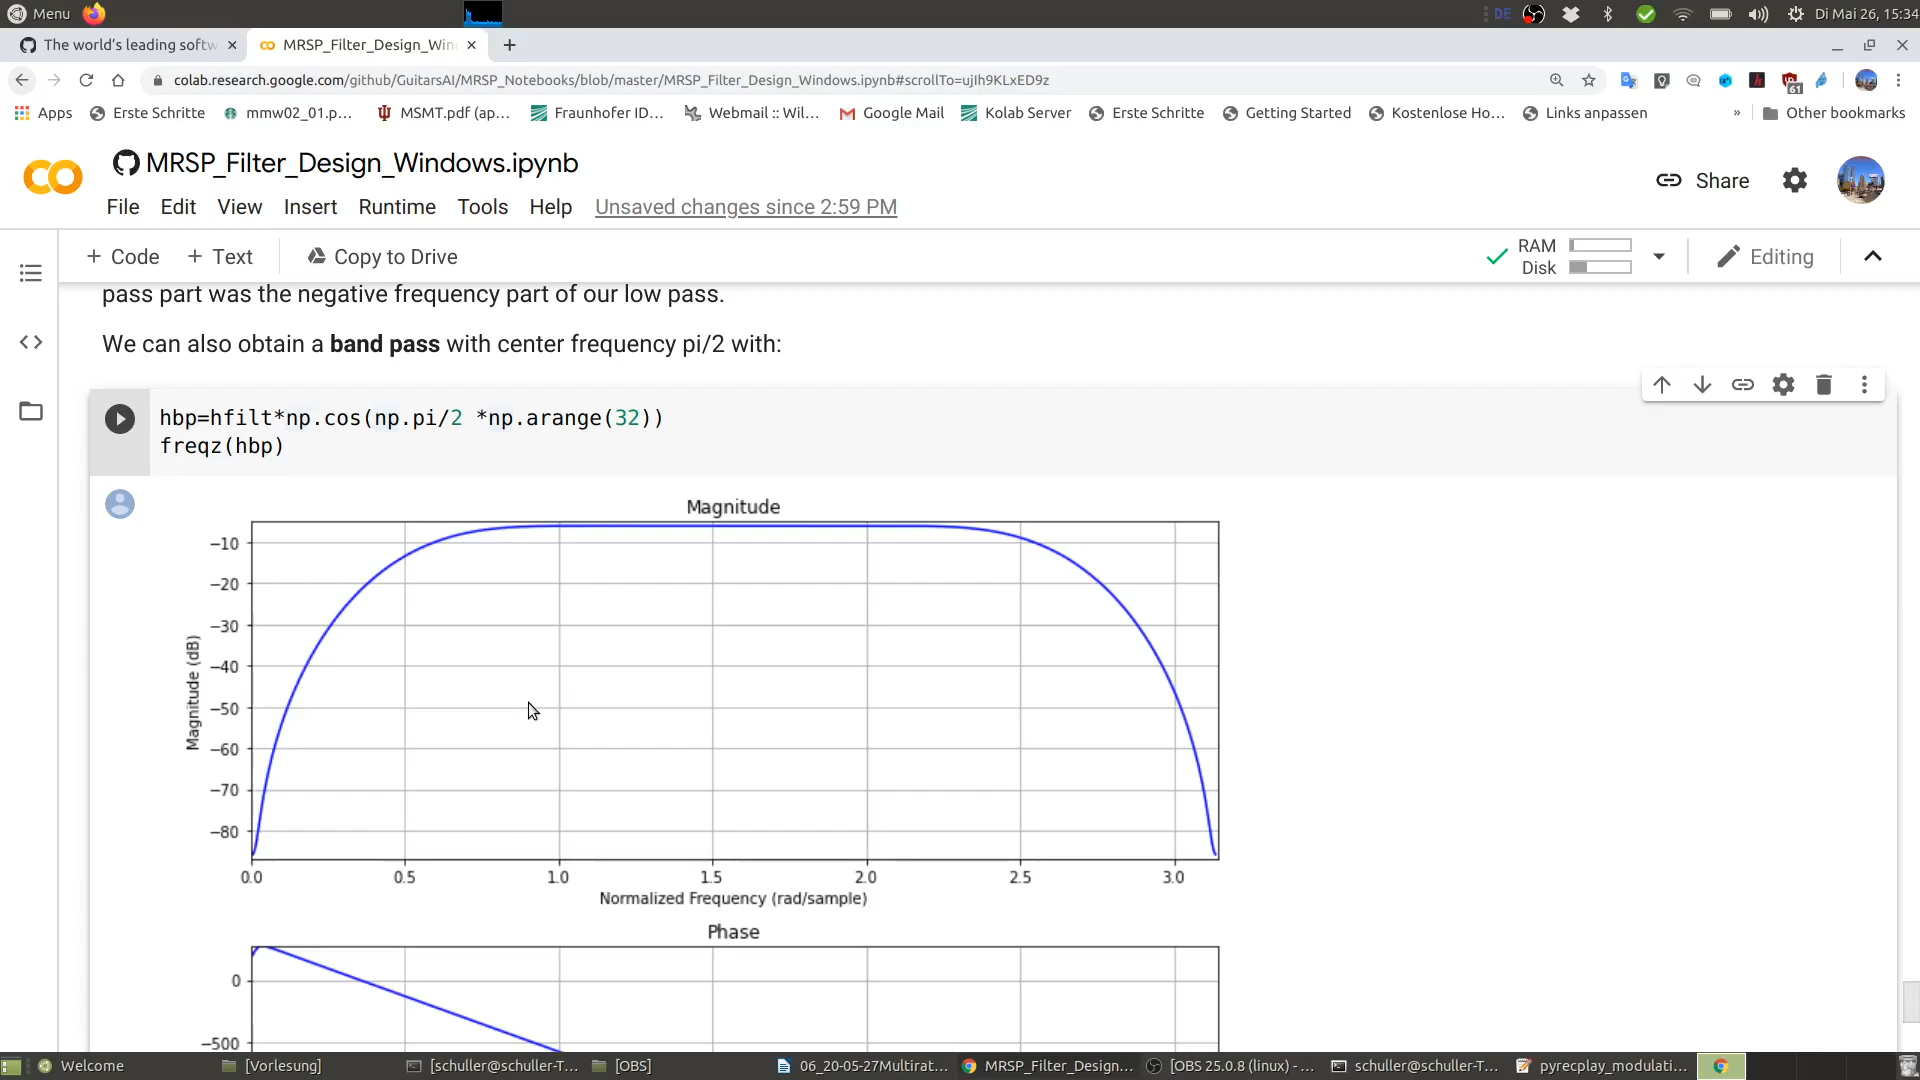 Menu
DE
Di Mai 26, 15:34
The world's leading softw
MRSP_Filter_Design_Win
colab.research.google.com/github/GuitarsAI/MRSP_Notebooks/blob/master/MRSP_Filter_Design_Windows.ipynb#scrollTo=ujIh9KLxED9z
61
Apps
Erste Schritte
mmw02_01.p...
MSMT.pdf (ap...
Fraunhofer ID...
Webmail :: Wil...
Google Mail
Kolab Server
Erste Schritte
Getting Started
Kostenlose Ho...
Links anpassen
»
Other bookmarks
MRSP_Filter_Design_Windows.ipynb
Share
File Edit View Insert Runtime Tools Help Unsaved changes since 2:59 PM
+ Code + Text Copy to Drive
RAM
Disk
Editing
pass part was the negative frequency part of our low pass.
We can also obtain a band pass with center frequency pi/2 with:
hbp=hfilt*np.cos(np.pi/2 *np.arange(32))
freqz(hbp)
Magnitude
−10
−20
−30
−40
−50
−60
−70
−80
Magnitude (dB)
0.0 0.5 1.0 1.5 2.0 2.5 3.0
Normalized Frequency (rad/sample)
Phase
0
−500
Welcome
[Vorlesung]
[schuller@schuller-T...
[OBS]
06_20-05-27Multirat...
MRSP_Filter_Design...
[OBS 25.0.8 (linux) - ...
schuller@schuller-T...
pyrecplay_modulati...